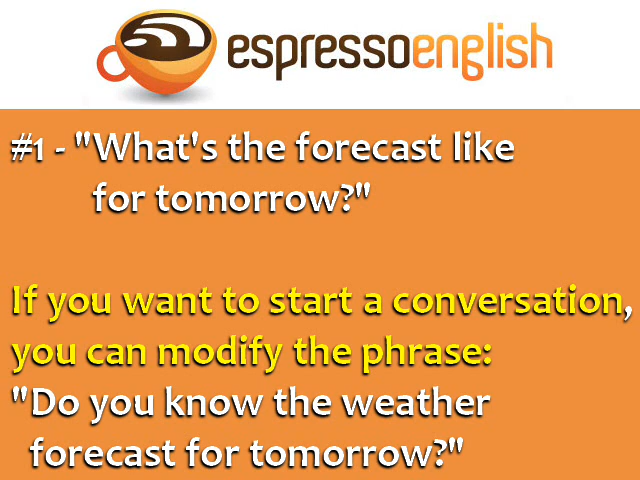 espressoenglish
#1 - "What's the forecast like
for tomorrow?"
If you want to start a conversation,
you can modify the phrase:
"Do you know the weather
forecast for tomorrow?"